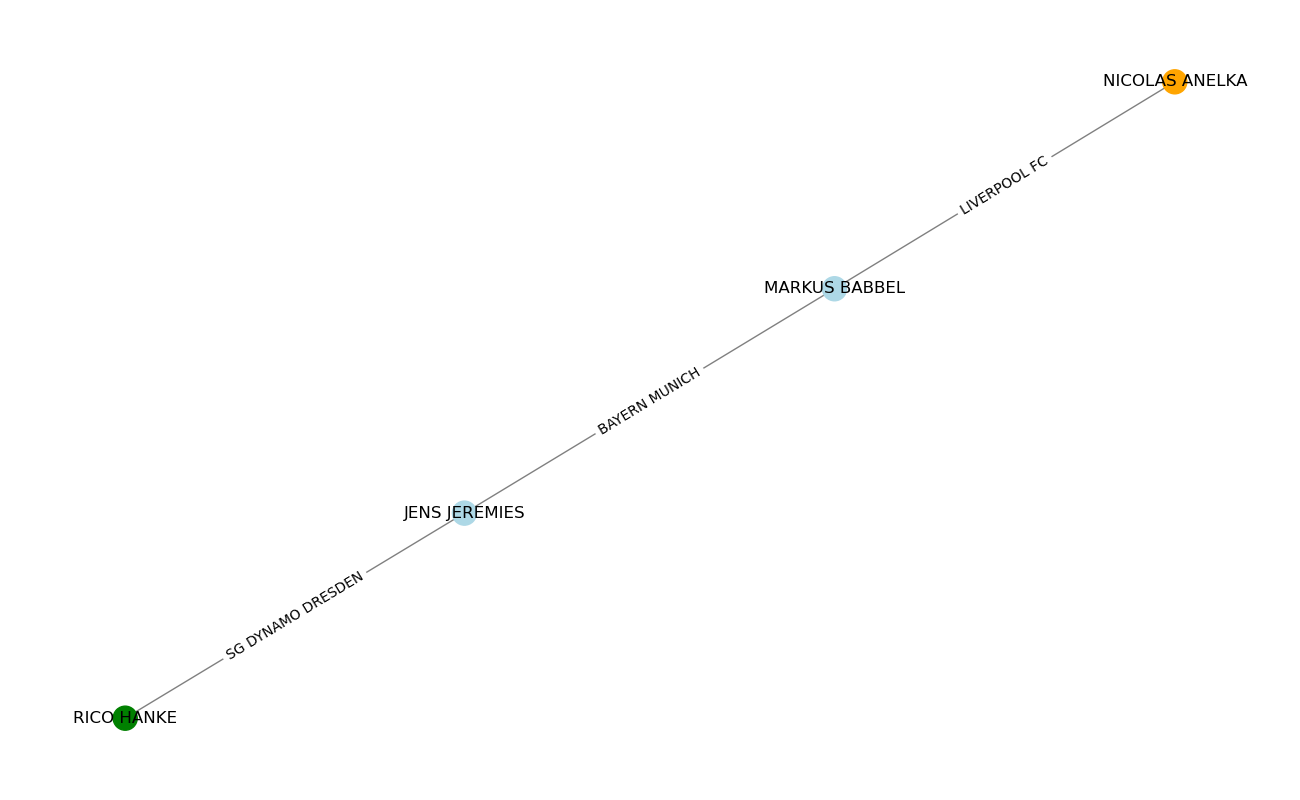 NICOLAS ANELKA
LIVERPOOL FC
MARKUS BABBEL
BAYERN MUNICH
JENS JEREMIES
SG DYNAMO DRESDEN
RICO HANKE